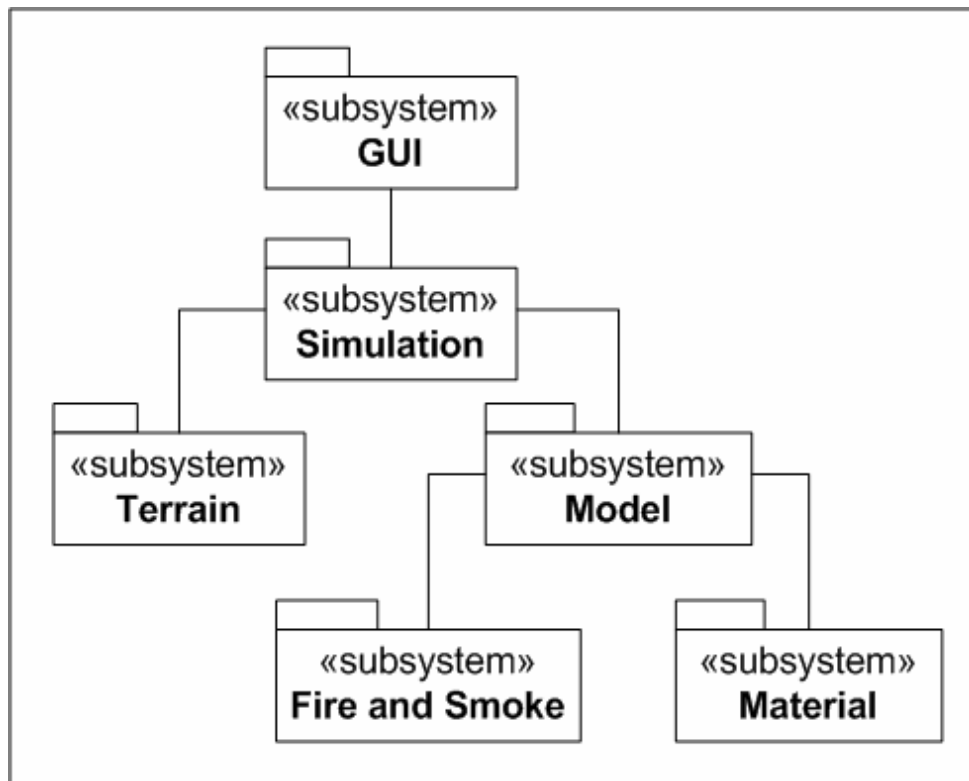 «subsystem»
GUI
«subsystem»
Simulation
«subsystem»
Terrain
«subsystem»
Model
«subsystem»
Fire and Smoke
«subsystem»
Material